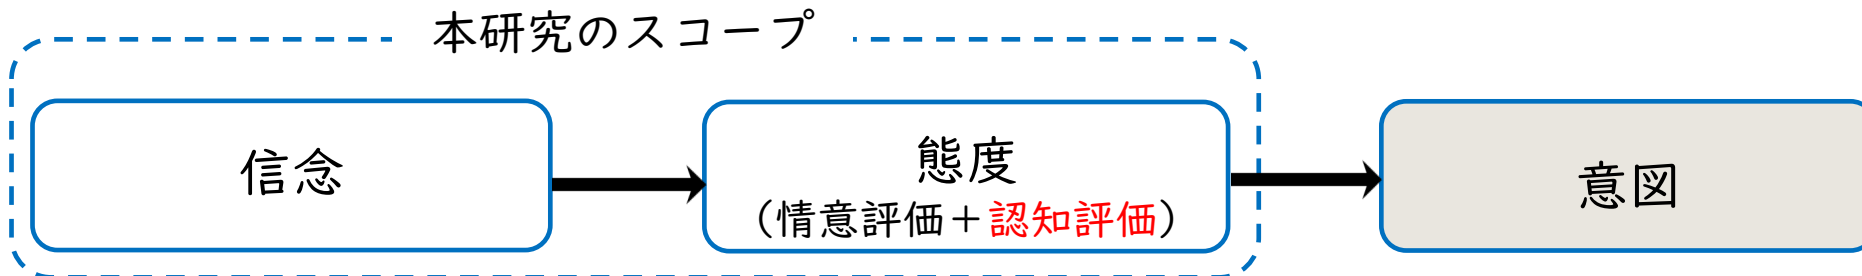 本研究のスコープ
信念
態度
(情意評価+認知評価)
意図